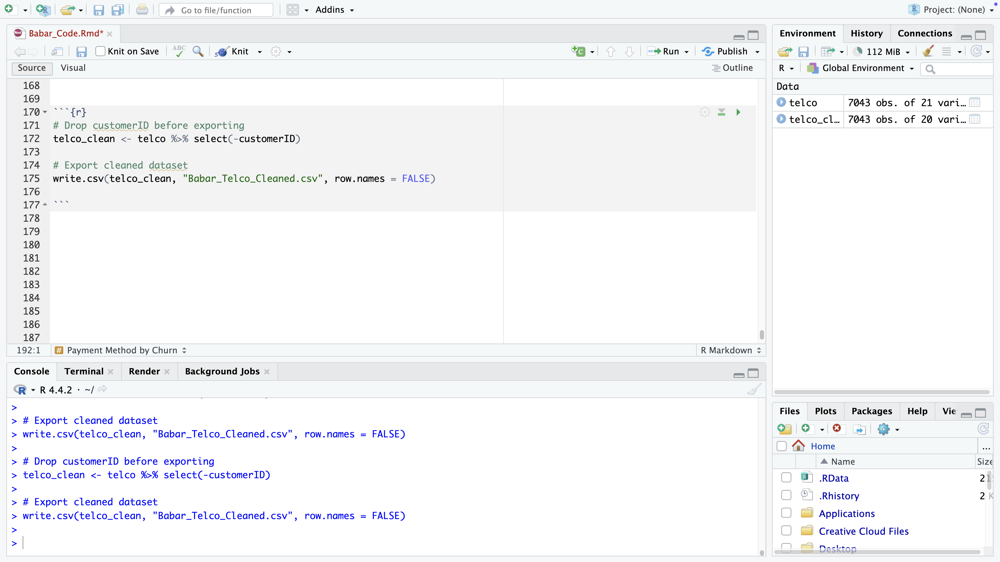 Go to file/function
Addins
Project: (None)
Babar_Code.Rmd*
Knit on Save
ABC
Knit
Run
Publish
Source
Visual
Outline
168
169
170 ```{r}
171 # Drop customerID before exporting
172 telco_clean <- telco %>% select(-customerID)
173
174 # Export cleaned dataset
175 write.csv(telco_clean, "Babar_Telco_Cleaned.csv", row.names = FALSE)
176
177 ```
178
179
180
181
182
183
184
185
186
187
192:1
# Payment Method by Churn
R Markdown
Console
Terminal
Render
Background Jobs
R 4.4.2 · ~/
>
> # Export cleaned dataset
> write.csv(telco_clean, "Babar_Telco_Cleaned.csv", row.names = FALSE)
>
> # Drop customerID before exporting
> telco_clean <- telco %>% select(-customerID)
>
> # Export cleaned dataset
> write.csv(telco_clean, "Babar_Telco_Cleaned.csv", row.names = FALSE)
>
>
Environment
History
Connections
112 MiB
R
Global Environment
Data
telco 7043 obs. of 21 vari…
telco_cl… 7043 obs. of 20 vari…
Files
Plots
Packages
Help
Vie
Home
...
Name
Size
.RData
.Rhistory 2 K
Applications
Creative Cloud Files
Desktop